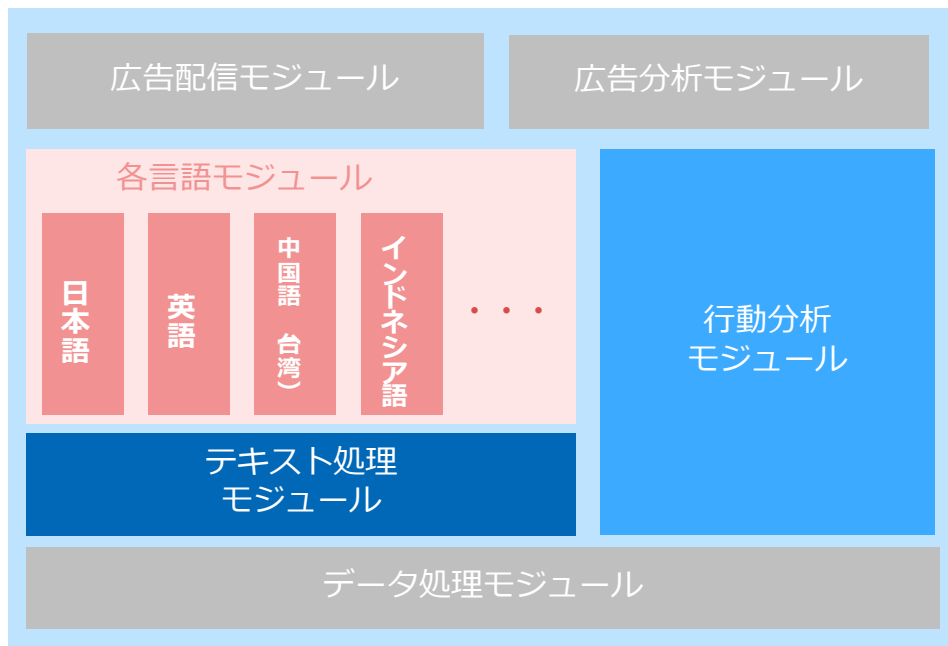 広告配信モジュール
広告分析モジュール
各言語モジュール
日本語
英語
中国語 台湾)
インドネシア語
・・・
行動分析
モジュール
テキスト処理
モジュール
データ処理モジュール